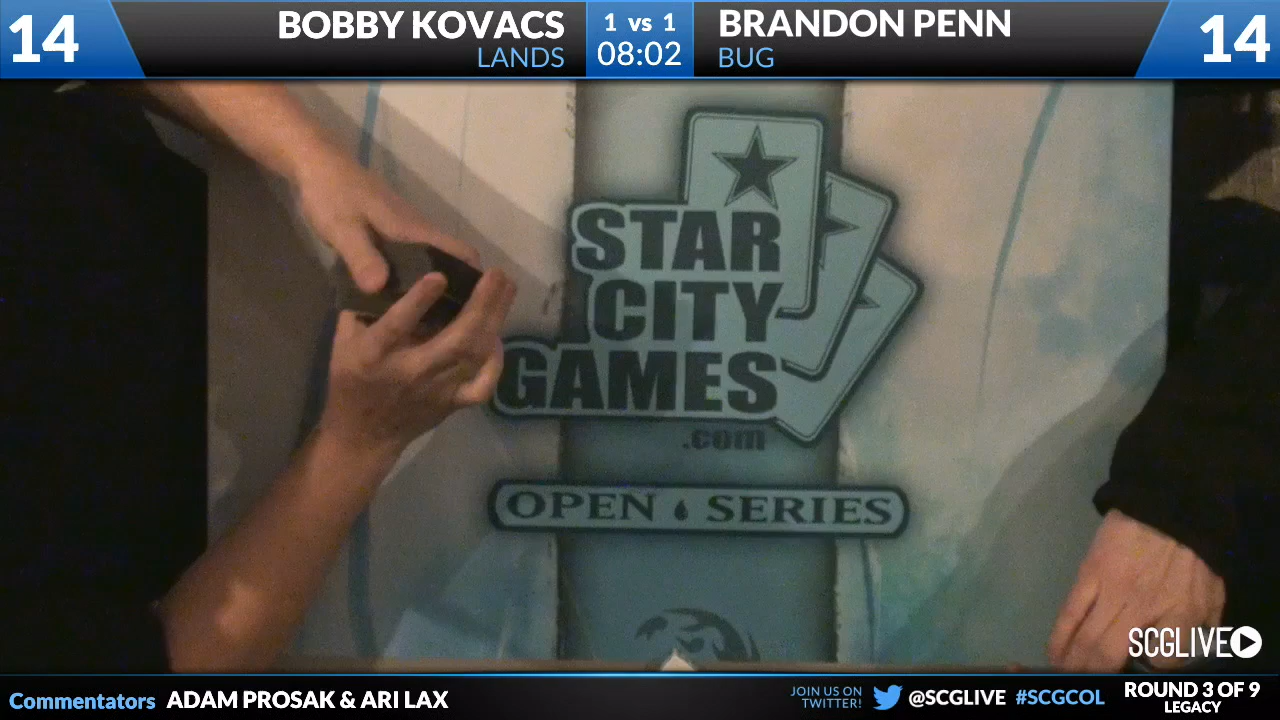 14
BOBBY KOVACS
LANDS
1 vs 1
08:02
BRANDON PENN
BUG
14
STAR
CITY
GAMES
.com
OPEN SERIES
SCGLIVE
Commentators ADAM PROSAK & ARI LAX
JOIN US ON
TWITTER!
@SCGLIVE #SCGCOL
ROUND 3 OF 9
LEGACY